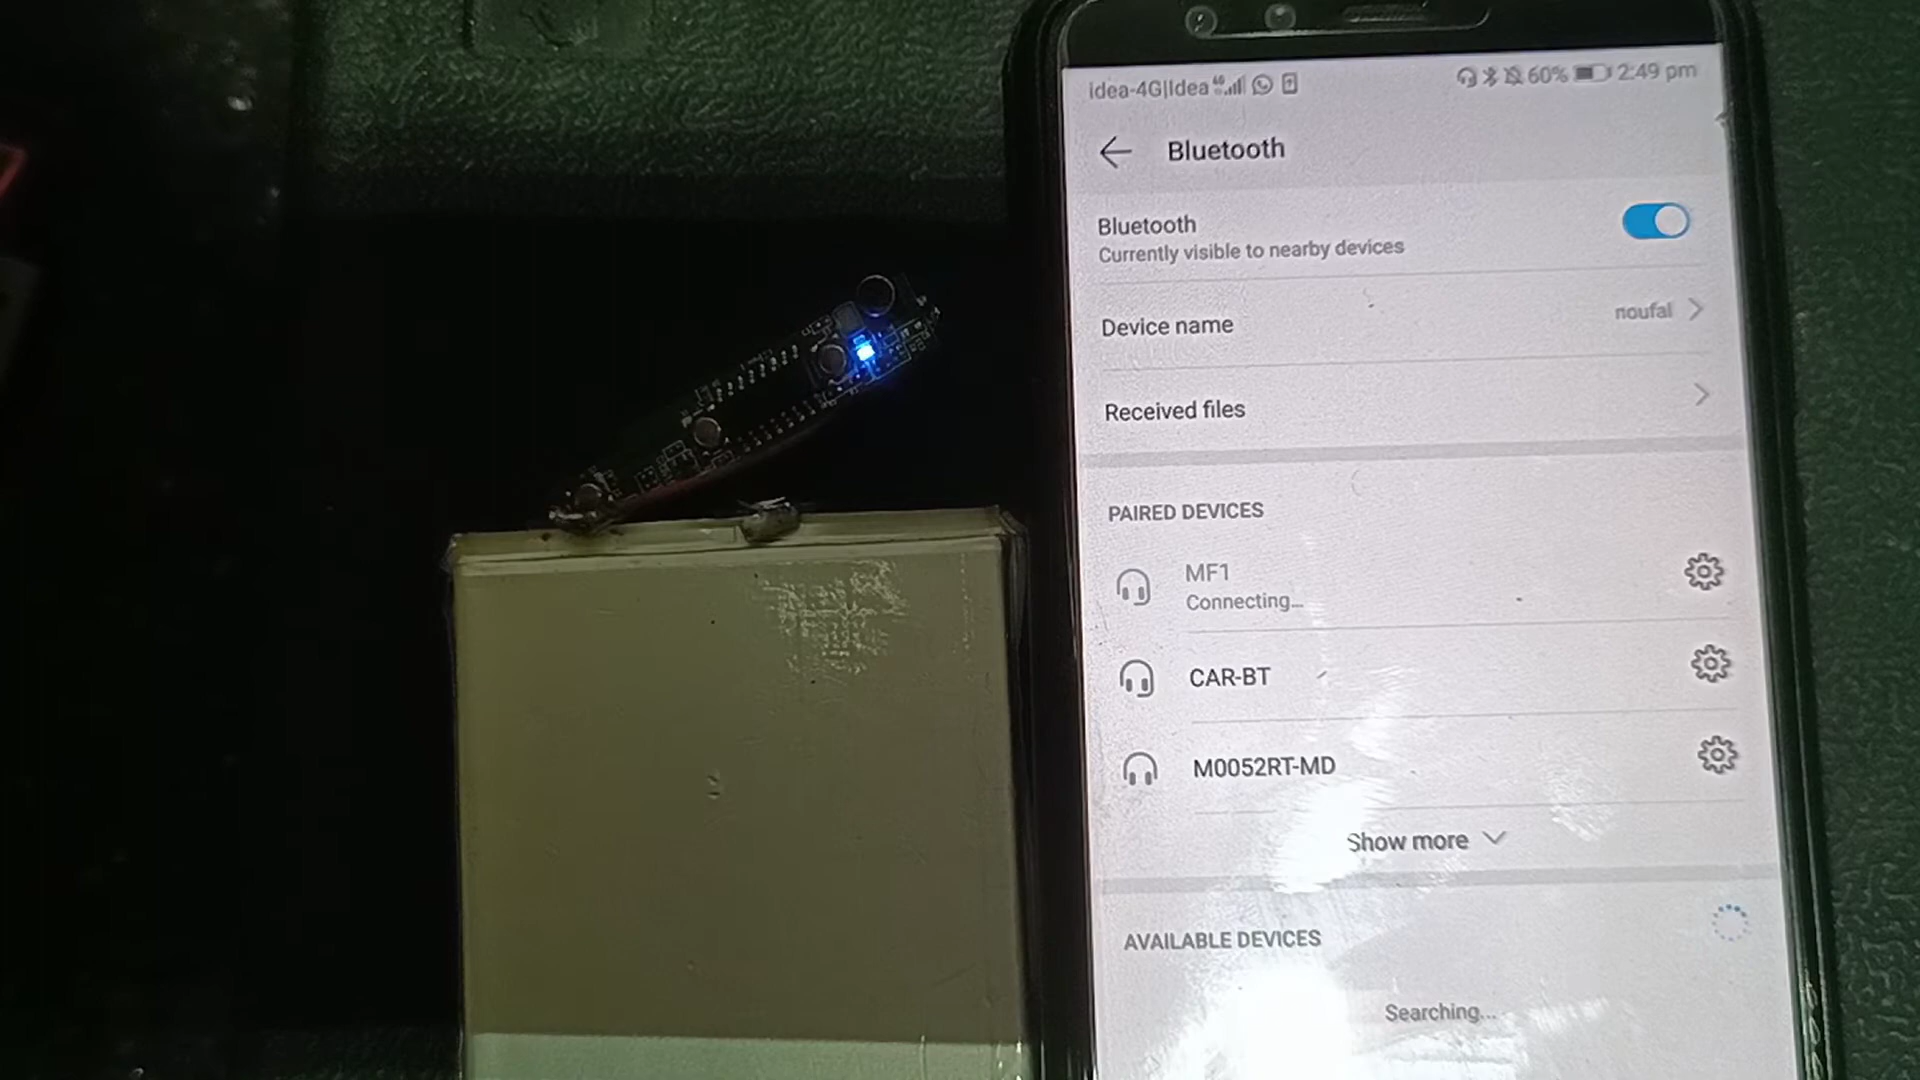 idea-4G|Idea 4G 60% 2:49 pm
Bluetooth
Bluetooth
Currently visible to nearby devices
Device name noufal
Received files
PAIRED DEVICES
MF1
Connecting...
CAR-BT
M0052RT-MD
Show more
AVAILABLE DEVICES
Searching...